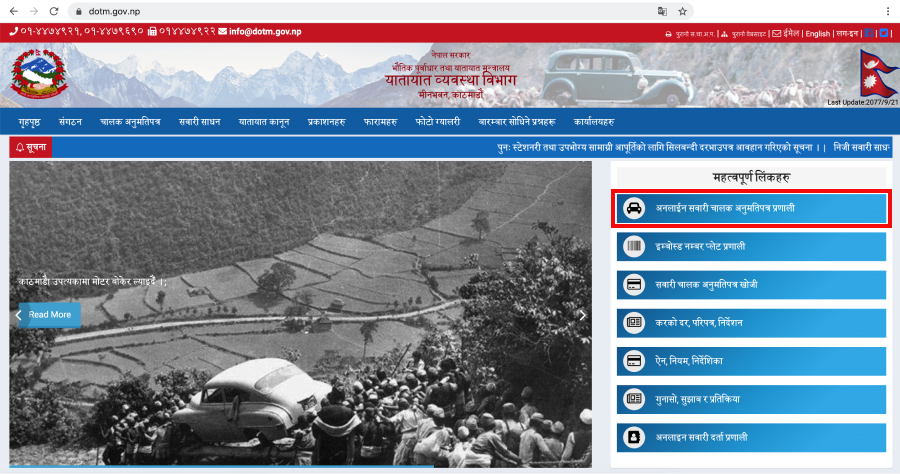 dotm.gov.np
०१-४४७४९२१, ०१-४४७९६९० ०१४४७४९२२ info@dotm.gov.np
पुरानो स.चा.अ.प. | पुरानो वेबसाइट | ईमेल | English | लग-इन |
नेपाल सरकार
भौतिक पूर्वाधार तथा यातायात मन्त्रालय
यातायात व्यवस्था विभाग
मीनभवन, काठमाडौं
Last Update:2077/9/21
गृहपृष्ठ संगठन चालक अनुमतिपत्र सवारी साधन यातायात कानून प्रकाशनहरु फारामहरु फोटो ग्यालरी बारम्बार सोधिने प्रश्नहरू कार्यालयहरु
सूचना
पुनः स्टेशनरी तथा उपभोग्य सामाग्री आपूर्तिको लागि सिलवन्दी दरभाउपत्र आवहान गरिएको सूचना । | निजी सवारी साध
महत्वपूर्ण लिंकहरु
अनलाईन सवारी चालक अनुमतिपत्र प्रणाली
इम्बोस्ड नम्बर प्लेट प्रणाली
सवारी चालक अनुमतिपत्र खोजी
काठमाडौं उपत्यकामा मोटर बोकेर ल्याइदैँ ।;
Read More
करको दर, परिपत्र, निर्देशन
ऐन, नियम, निर्देशिका
गुनासो, सुझाव र प्रतिकिया
अनलाइन सवारी दर्ता प्रणाली